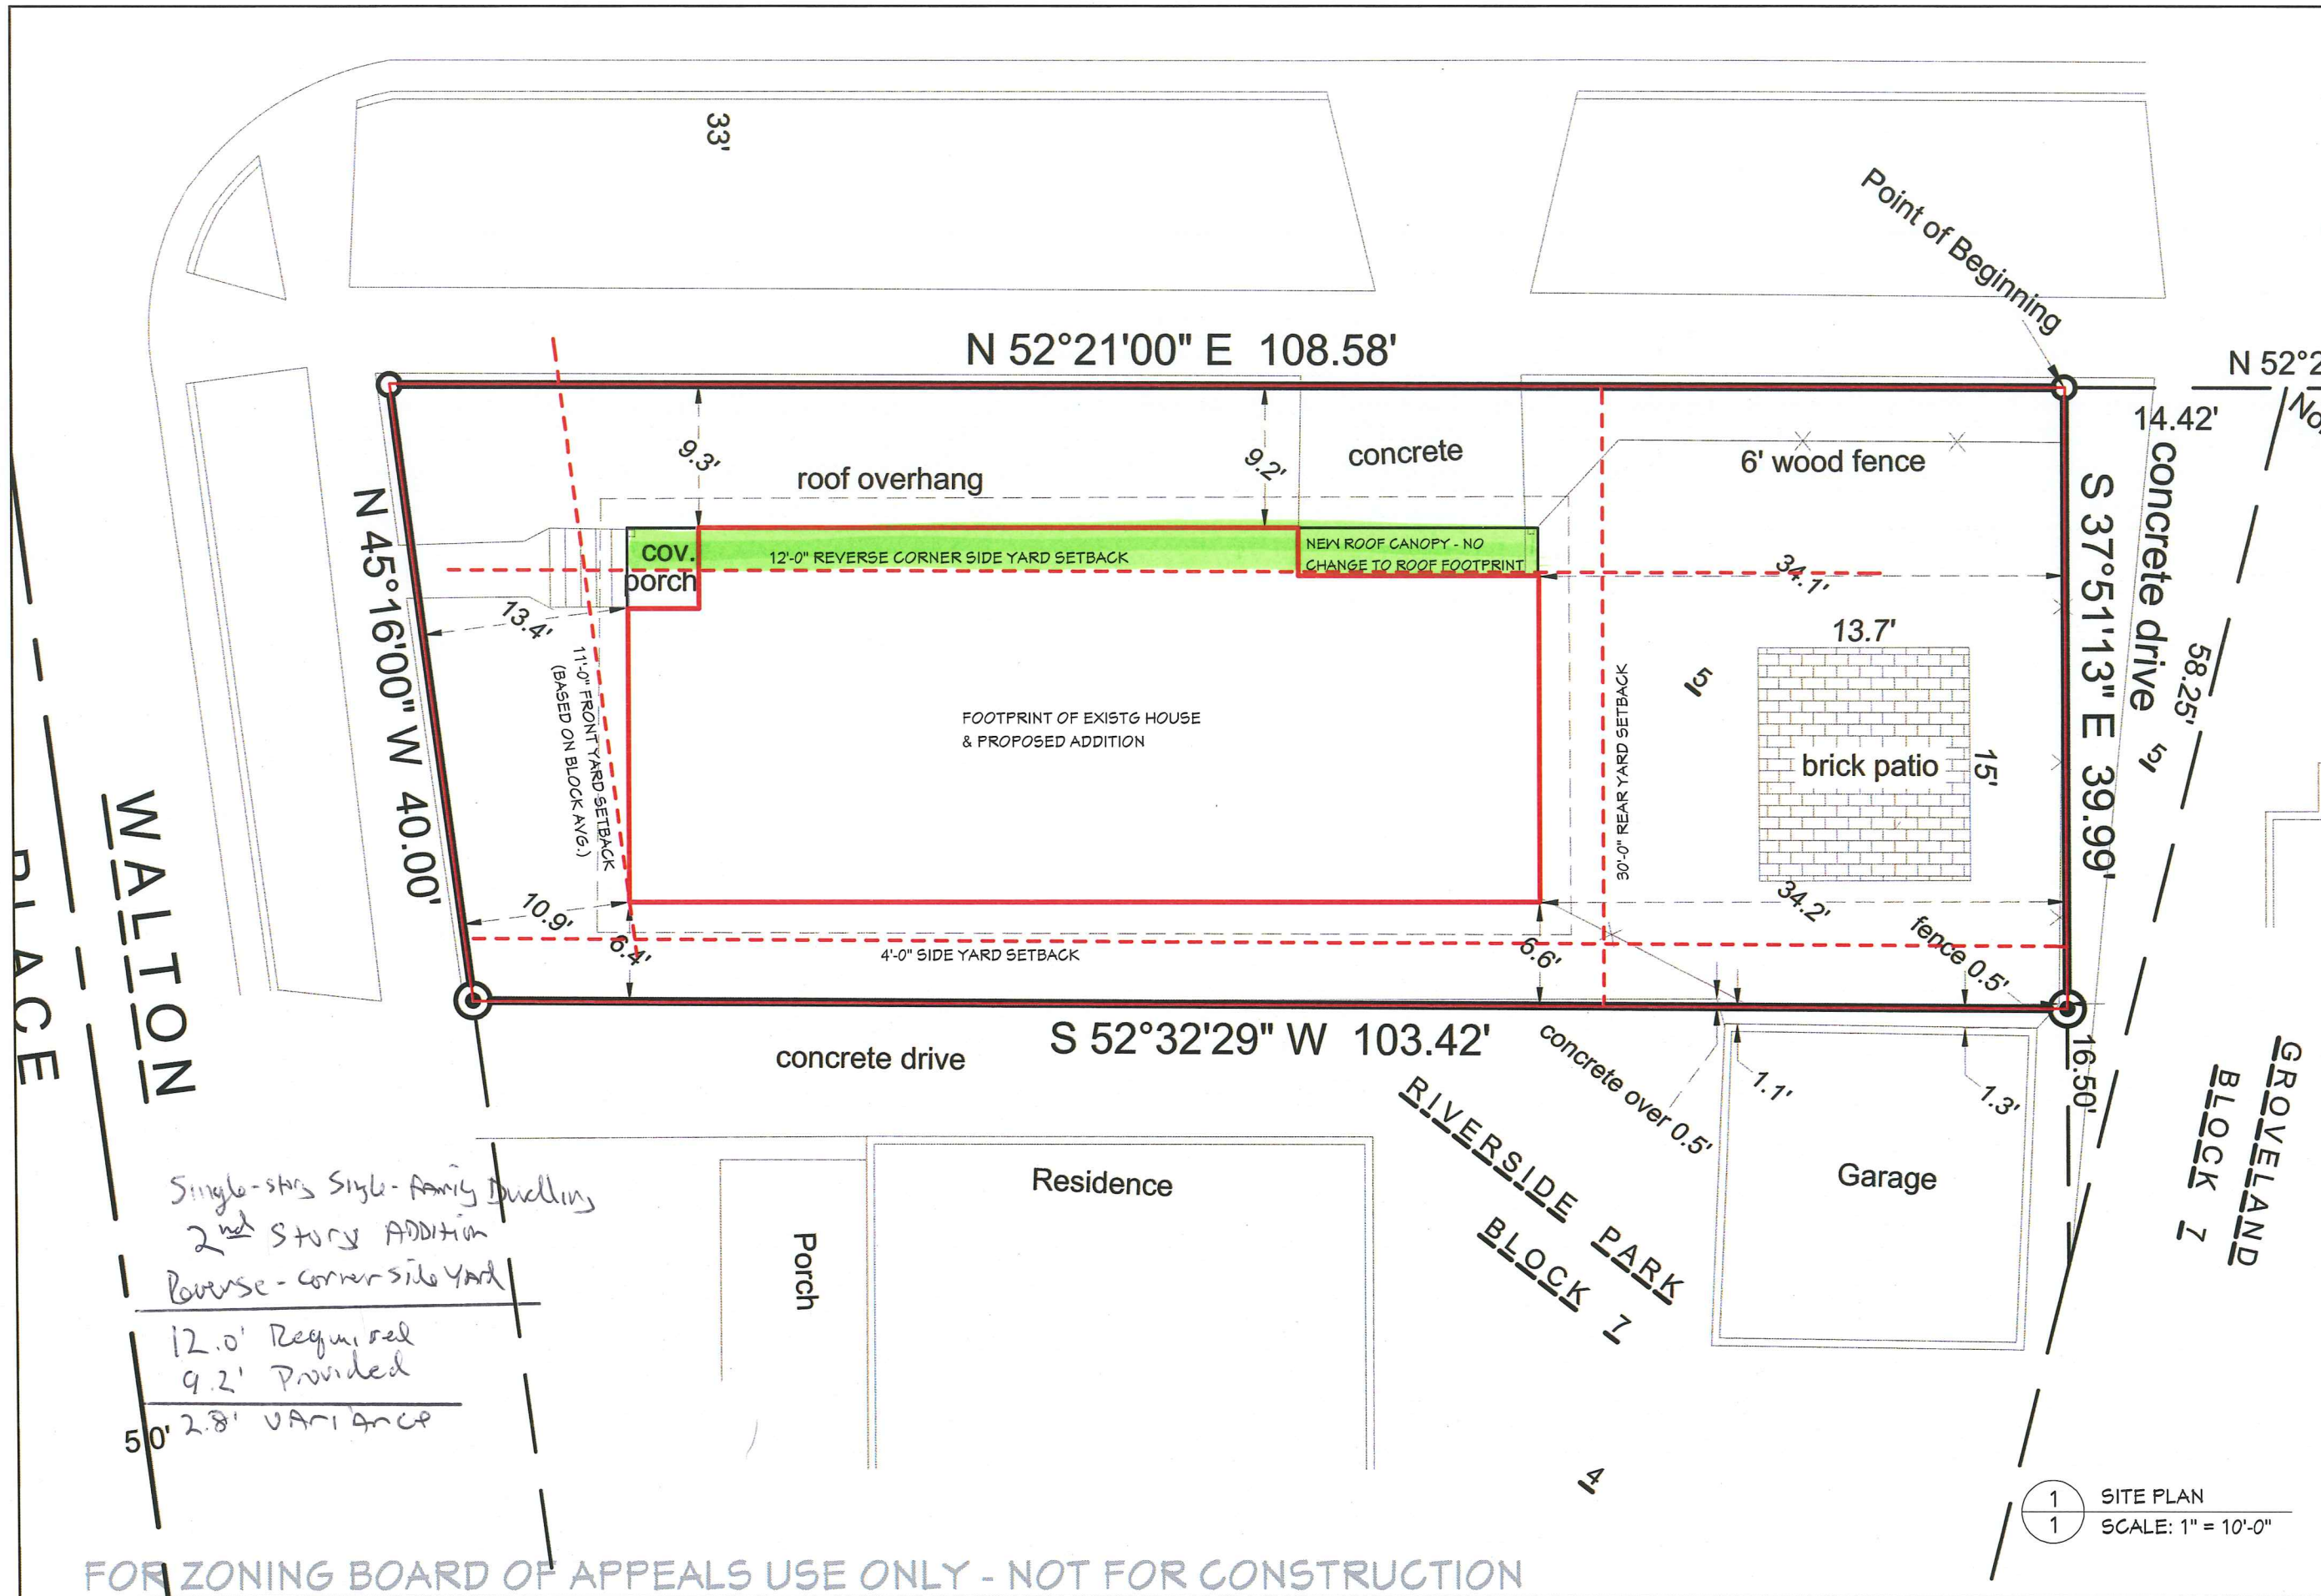 33'
Point of Beginning
N 52°21'00" E 108.58'
N 52°2
14.42'
No
9.3'
9.2'
roof overhang
concrete
6' wood fence
concrete drive
S 37°51'13" E 39.99'
58.25'
5
N 45°16'00" W 40.00'
cov.
porch
12'-0" REVERSE CORNER SIDE YARD SETBACK
NEW ROOF CANOPY - NO
CHANGE TO ROOF FOOTPRINT
34.1'
13.4'
11'-0" FRONT YARD SETBACK
(BASED ON BLOCK AVG.)
FOOTPRINT OF EXISTG HOUSE
& PROPOSED ADDITION
30'-0" REAR YARD SETBACK
5
13.7'
brick patio
15'
10.9'
6.4'
4'-0" SIDE YARD SETBACK
6.6'
34.2'
fence 0.5'
WALTON
PLACE
concrete drive
S 52°32'29" W 103.42'
concrete over 0.5'
1.1'
1.3'
16.50'
GROVELAND
BLOCK 7
RIVERSIDE PARK
BLOCK 7
Residence
Porch
Garage
Single-story Single-family Dwelling
2nd Story ADDition
Reverse-corner side Yard
12.0' Required
9.2' Provided
2.8' VAriAnce
50'
4
1
1
SITE PLAN
SCALE: 1" = 10'-0"
FOR ZONING BOARD OF APPEALS USE ONLY - NOT FOR CONSTRUCTION